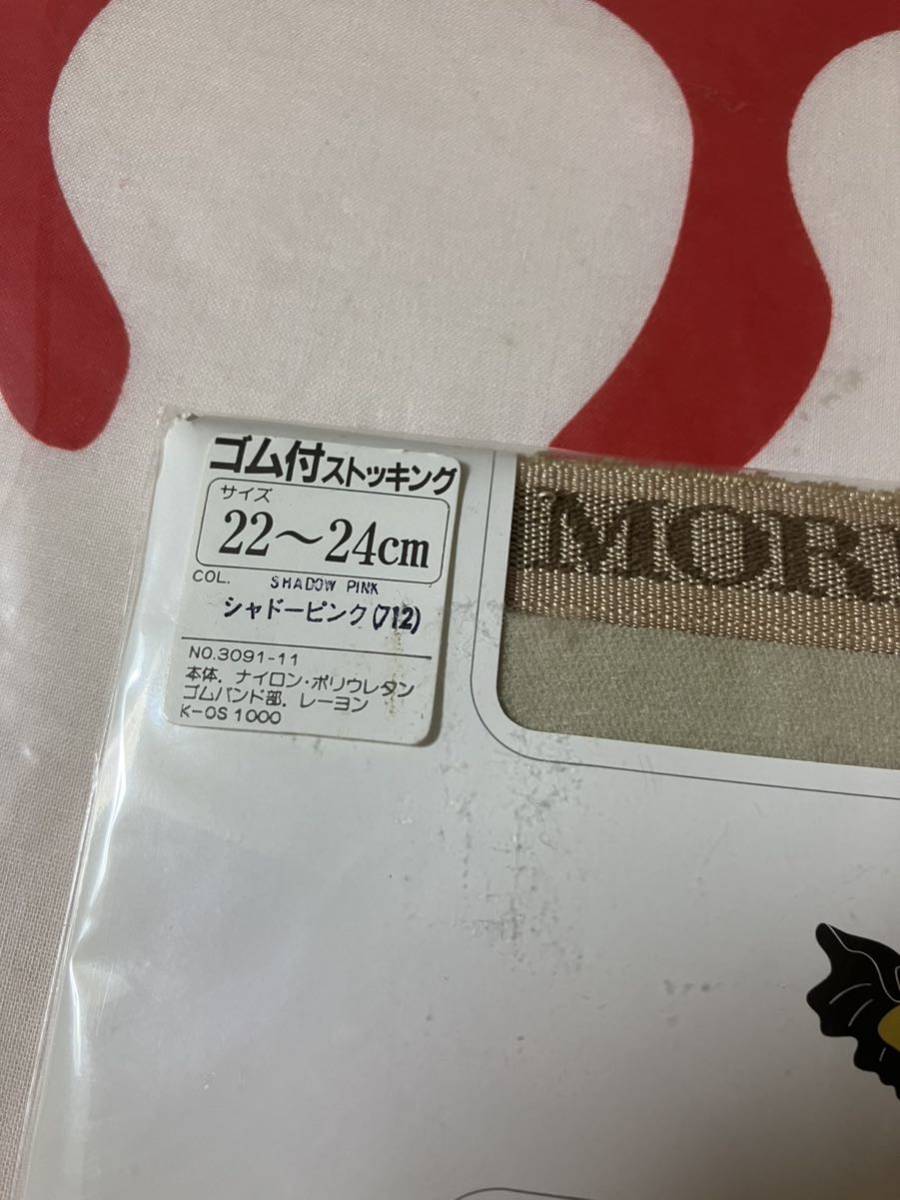 ゴム付ストッキング
サイズ
22〜24cm
COL. SHADOW PINK
シャドーピンク(712)
NO.3091-11
本体. ナイロン・ポリウレタン
ゴムバンド部. レーヨン
K-OS 1000
MOR